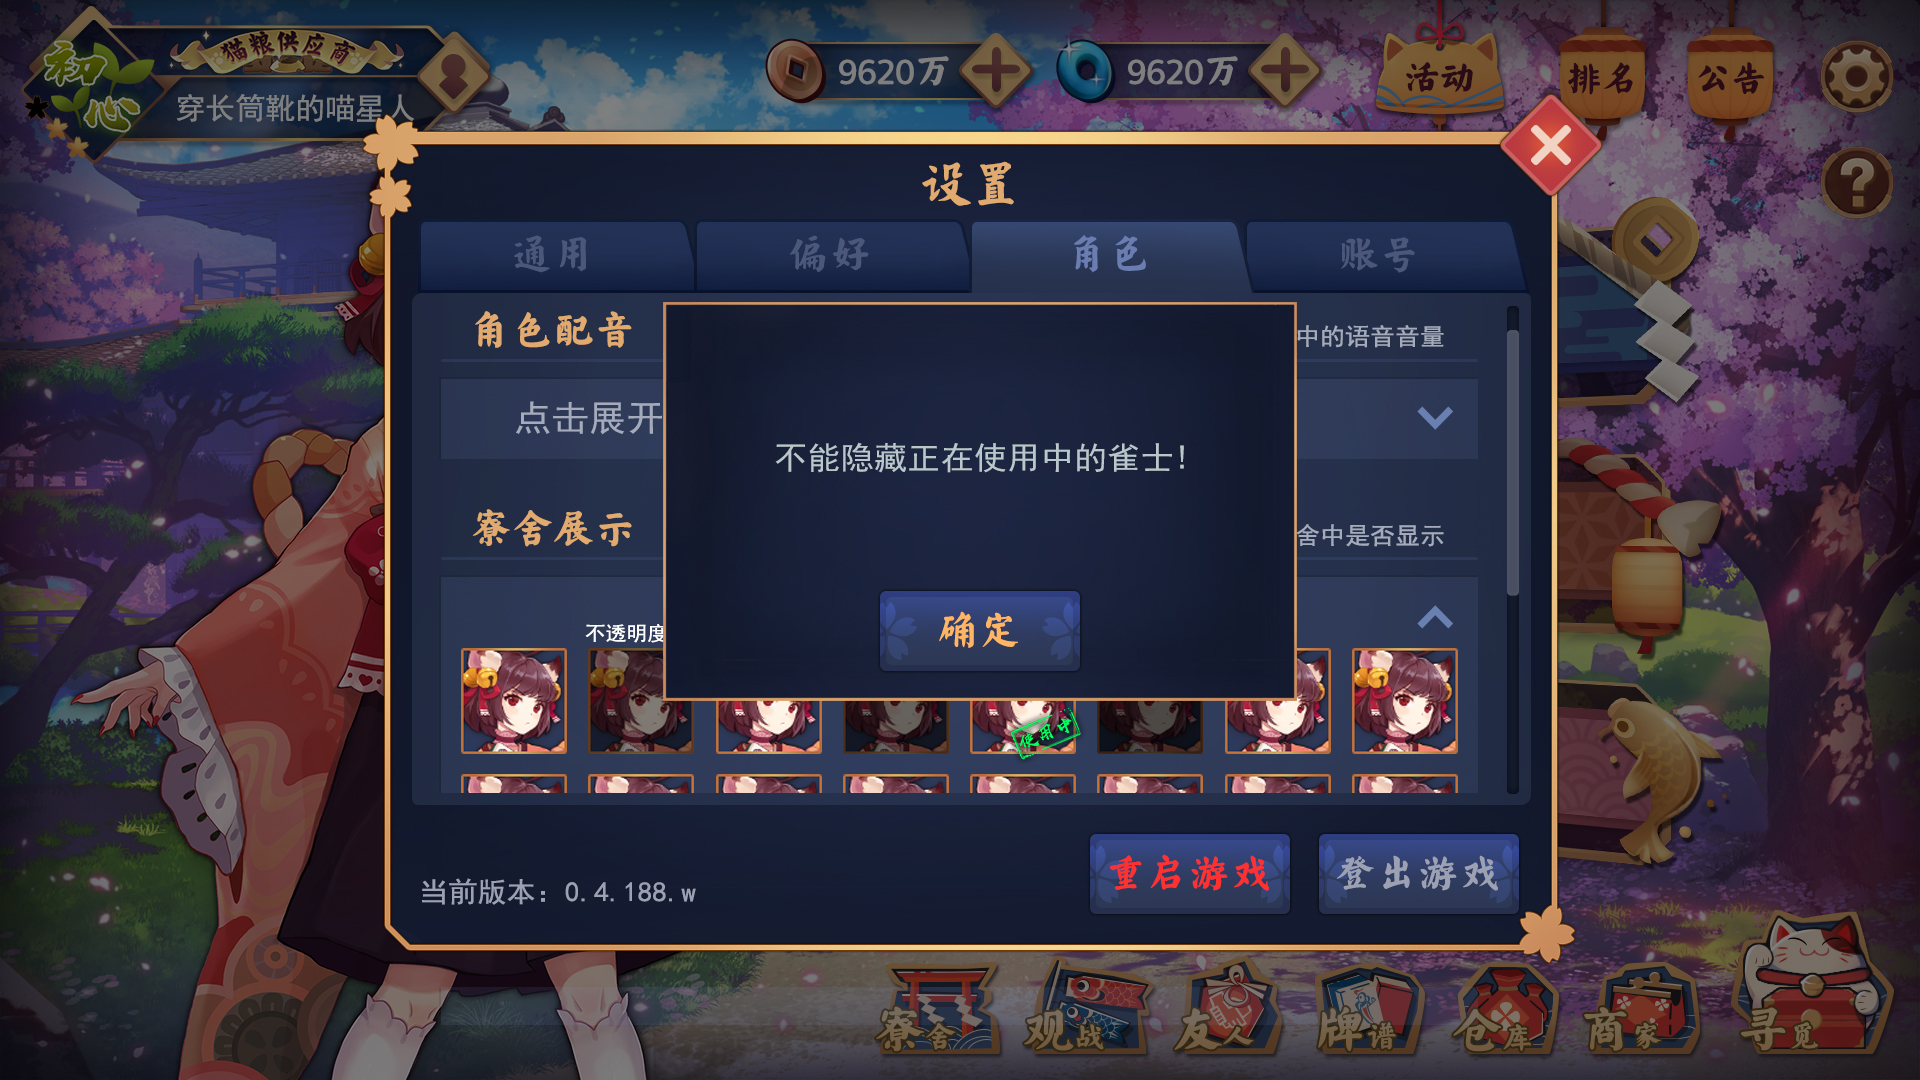 初心
猫粮供应商
穿长筒靴的喵星人
9620万
9620万
活动
排名
公告
设置
通用
偏好
角色
账号
角色配音
中的语音音量
点击展开
不能隐藏正在使用中的雀士!
寮舍展示
舍中是否显示
不透明度
确定
使用中
当前版本: 0.4.188.w
重启游戏
登出游戏
寮舍
观战
友人
牌谱
仓库
商家
寻觅